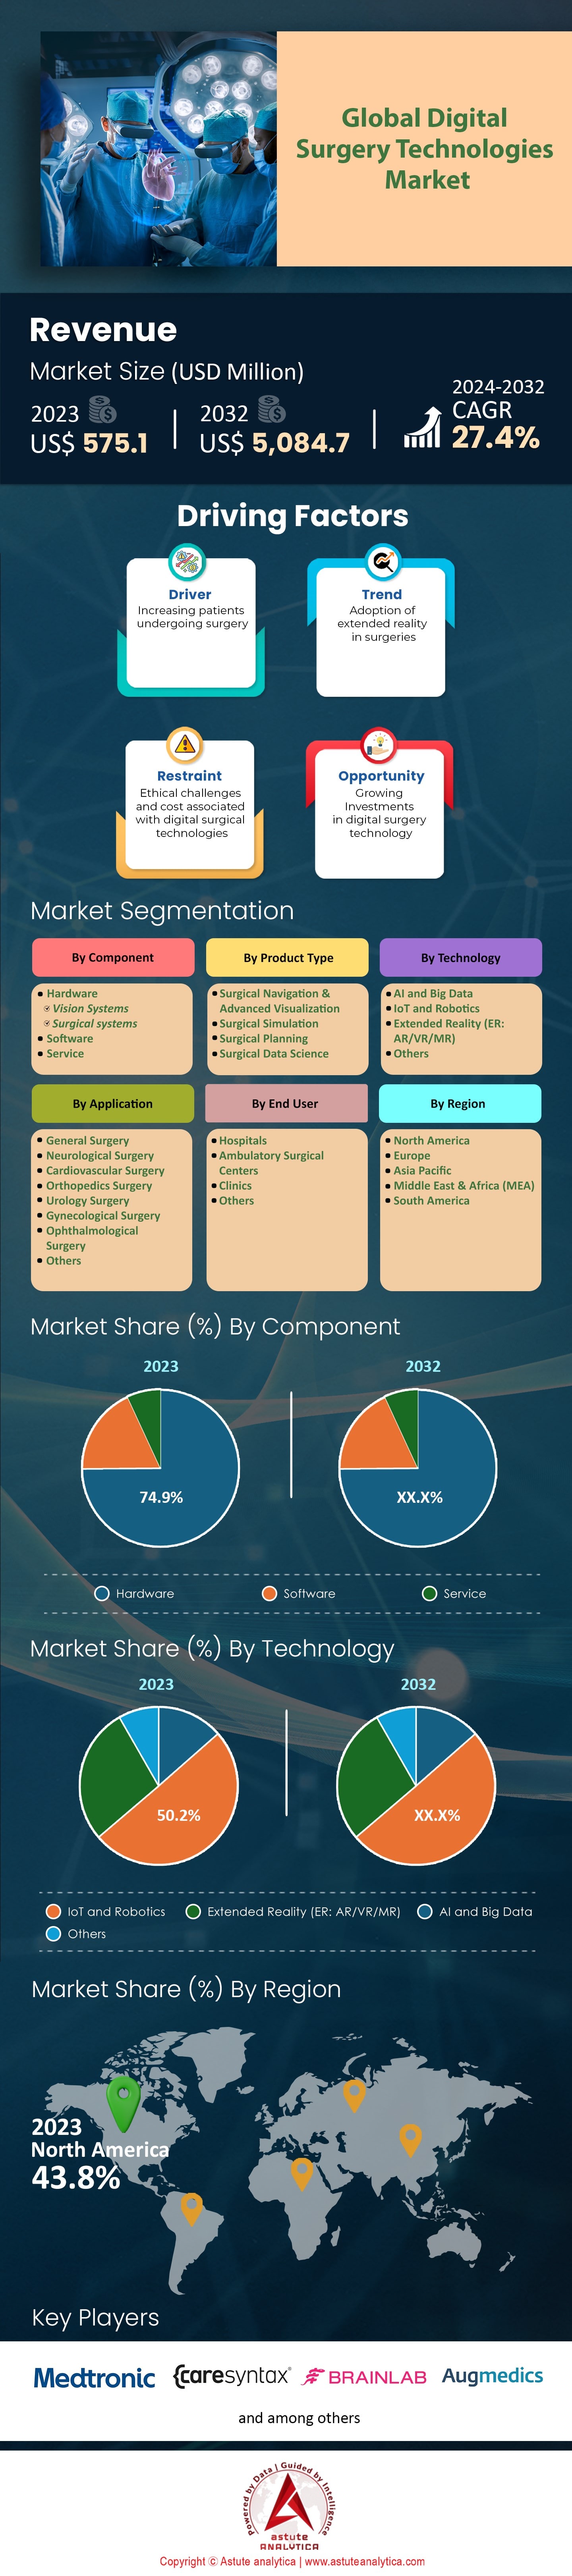 Global Digital
Surgery Technologies
Market
Revenue
Market Size (USD Million)
2023
US$ 575.1
2032
US$ 5,084.7
2024-2032
CAGR
27.4%
Driving Factors
Driver
Increasing patients
undergoing surgery
Trend
Adoption of
extended reality
in surgeries
Restraint
Ethical challenges
and cost associated
with digital surgical
technologies
Opportunity
Growing
Investments
in digital surgery
technology
Market Segmentation
By Component
Hardware
Vision Systems
Surgical systems
Software
Service
By Product Type
Surgical Navigation &
Advanced Visualization
Surgical Simulation
Surgical Planning
Surgical Data Science
By Technology
AI and Big Data
IoT and Robotics
Extended Reality (ER:
AR/VR/MR)
Others
By Application
General Surgery
Neurological Surgery
Cardiovascular Surgery
Orthopedics Surgery
Urology Surgery
Gynecological Surgery
Ophthalmological
Surgery
Others
By End User
Hospitals
Ambulatory Surgical
Centers
Clinics
Others
By Region
North America
Europe
Asia Pacific
Middle East & Africa (MEA)
South America
Market Share (%) By Component
2023
74.9%
2032
XX.X%
Hardware
Software
Service
Market Share (%) By Technology
2023
50.2%
2032
XX.X%
IoT and Robotics
Extended Reality (ER: AR/VR/MR)
AI and Big Data
Others
Market Share (%) By Region
2023
North America
43.8%
Key Players
Medtronic
caresyntax®
BRAINLAB
Augmedics
and among others
Powered by Data | Guided by Intelligence
astute
ANALYTICA
Copyright © Astute analytica | www.astuteanalytica.com